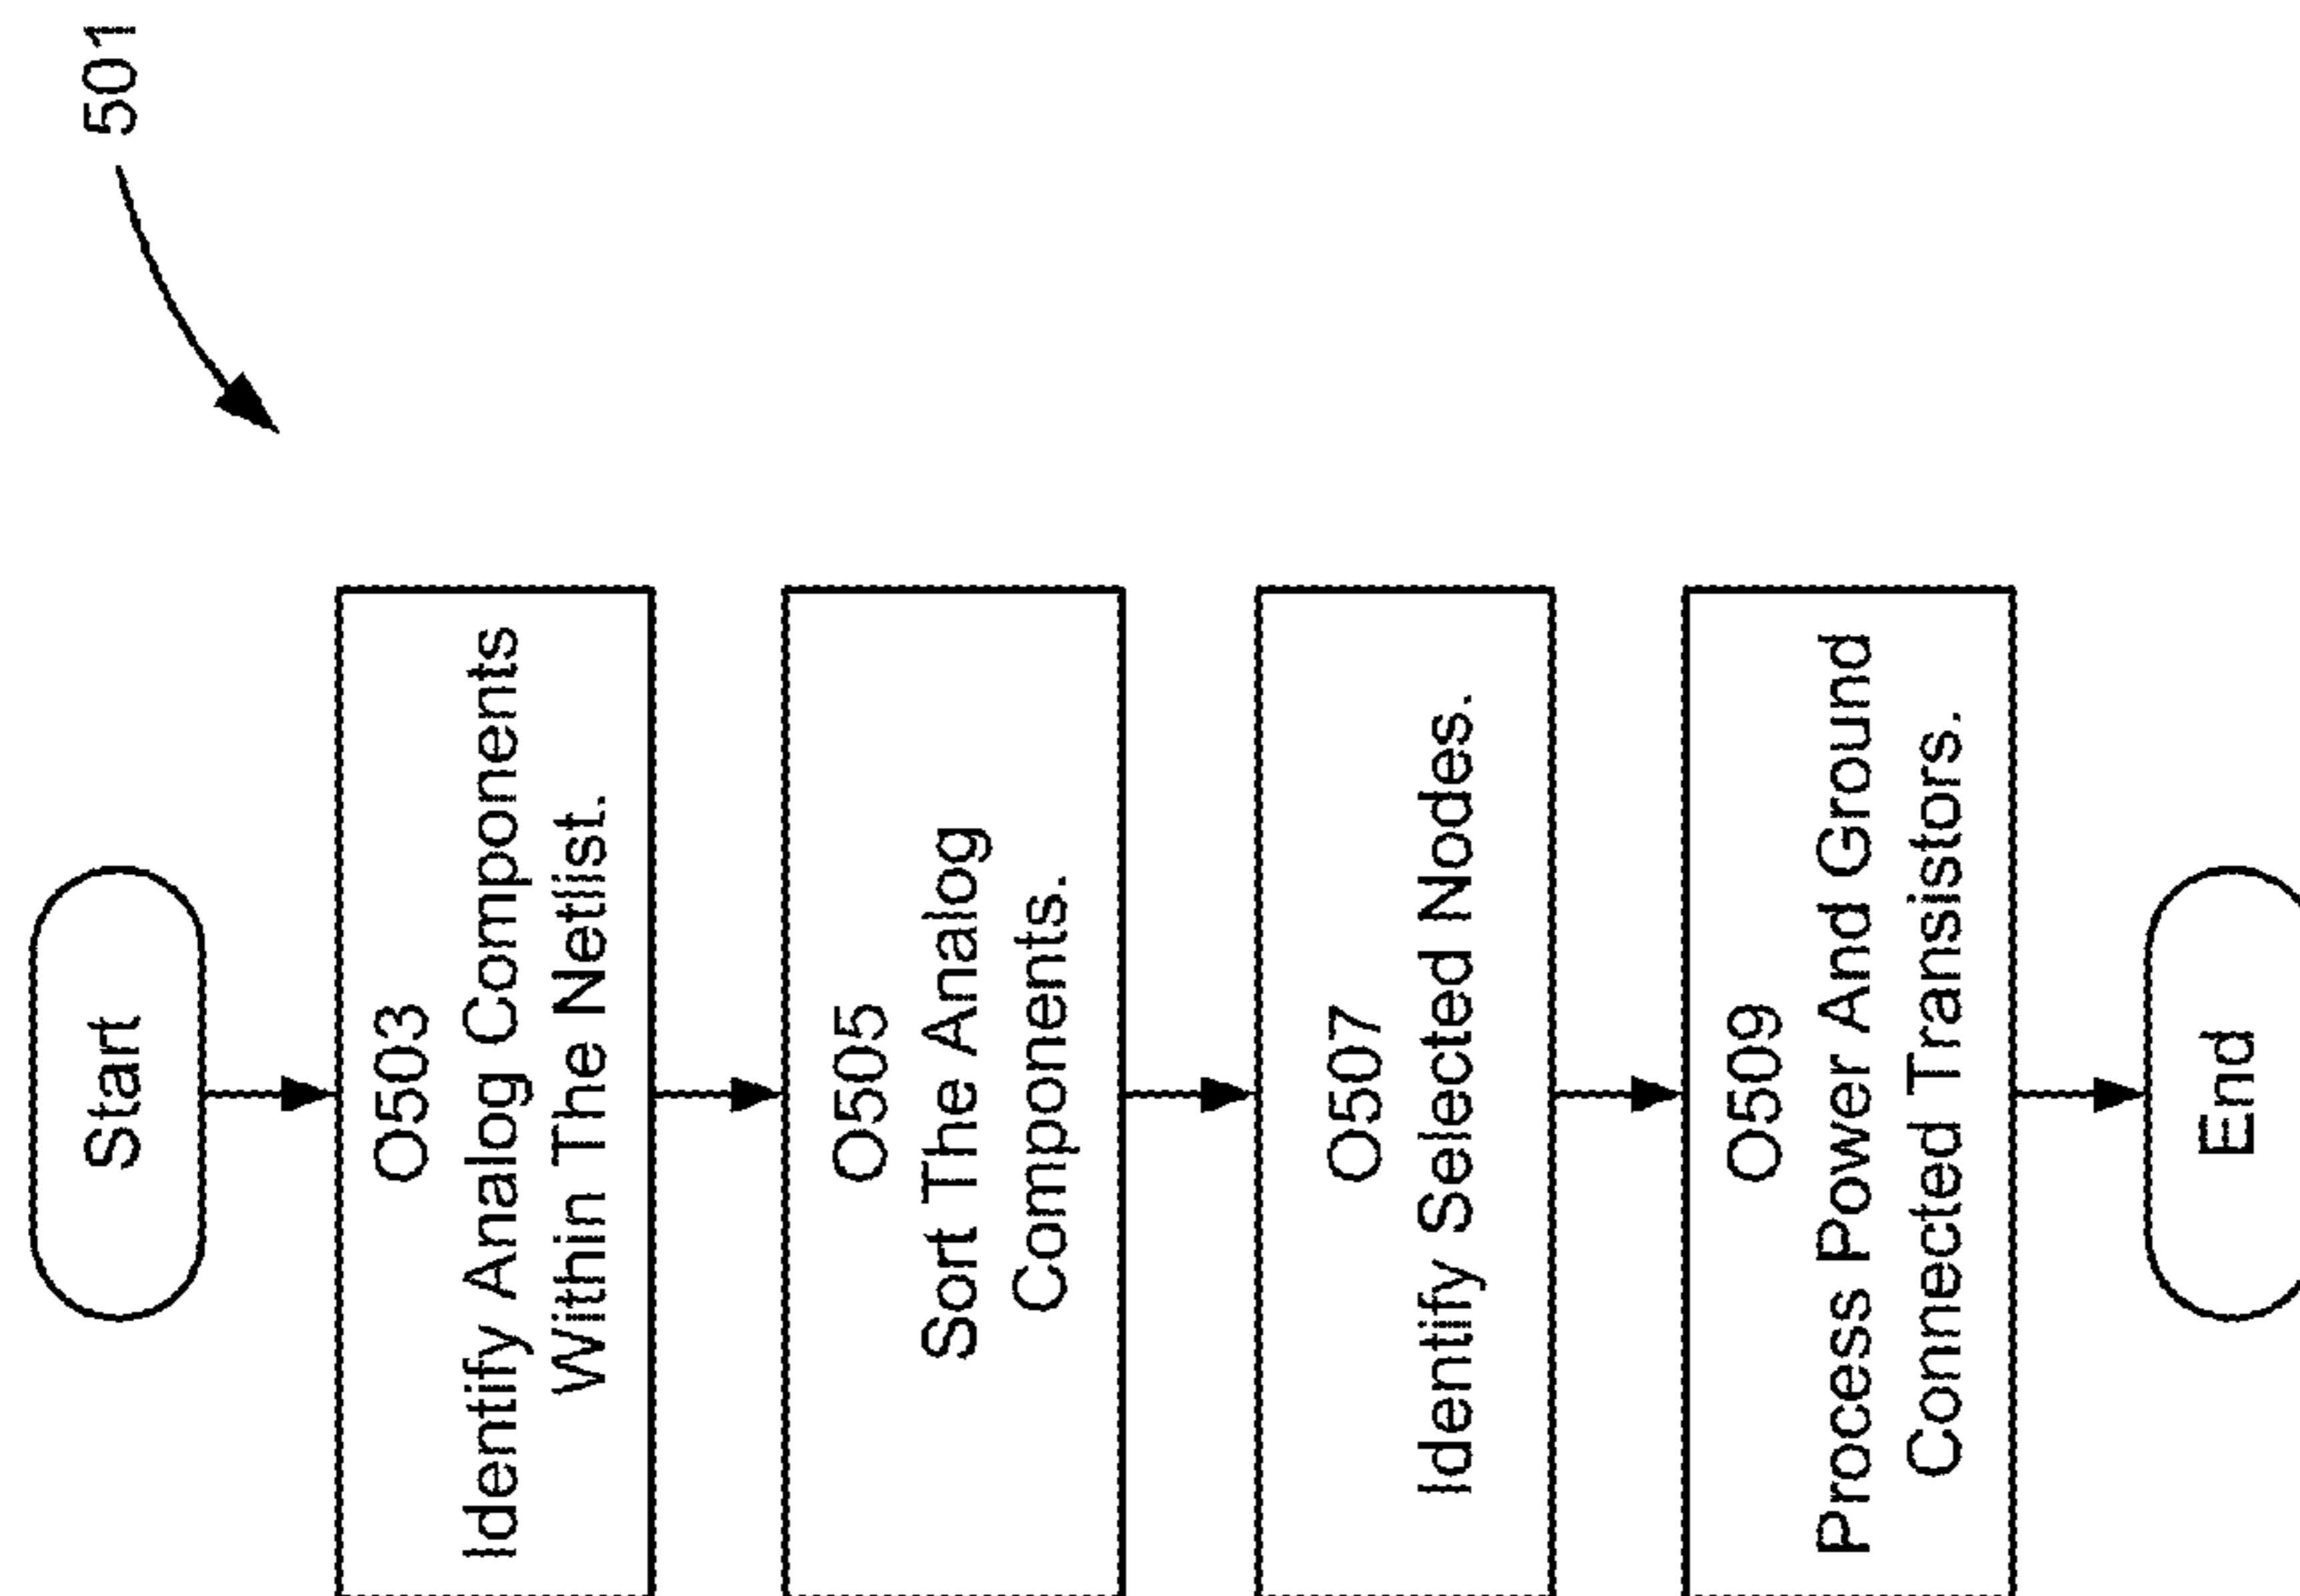 501
Start
O503
Identify Analog Components
Within The Netlist.
O505
Sort The Analog
Components.
O507
Identify Selected Nodes.
O509
Process Power And Ground
Connected Transistors.
End